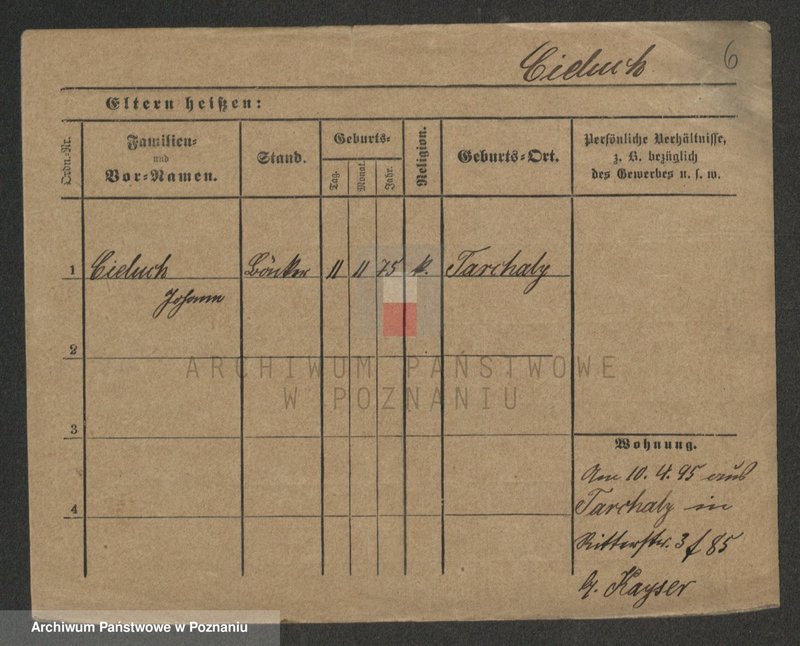 Cieluch 6
Eltern heißen:
Ordn.-Nr.
Familien-
und
Vor-Namen.
Stand.
Geburts-
Tag.
Monat.
Jahr.
Religion.
Geburts-Ort.
Persönliche Verhältnisse,
z. B. bezüglich
des Gewerbes u. s. w.
1 Cieluch Bäcker 11 11 75 k. Tarchaly
Johann
2
ARCHIWUM PAŃSTWOWE
W POZNANIU
3
Wohnung.
Am 10. 4. 95 aus
Tarchaly in
4
Ritterstr. 3 f 85
b. Kayser
Archiwum Państwowe w Poznaniu